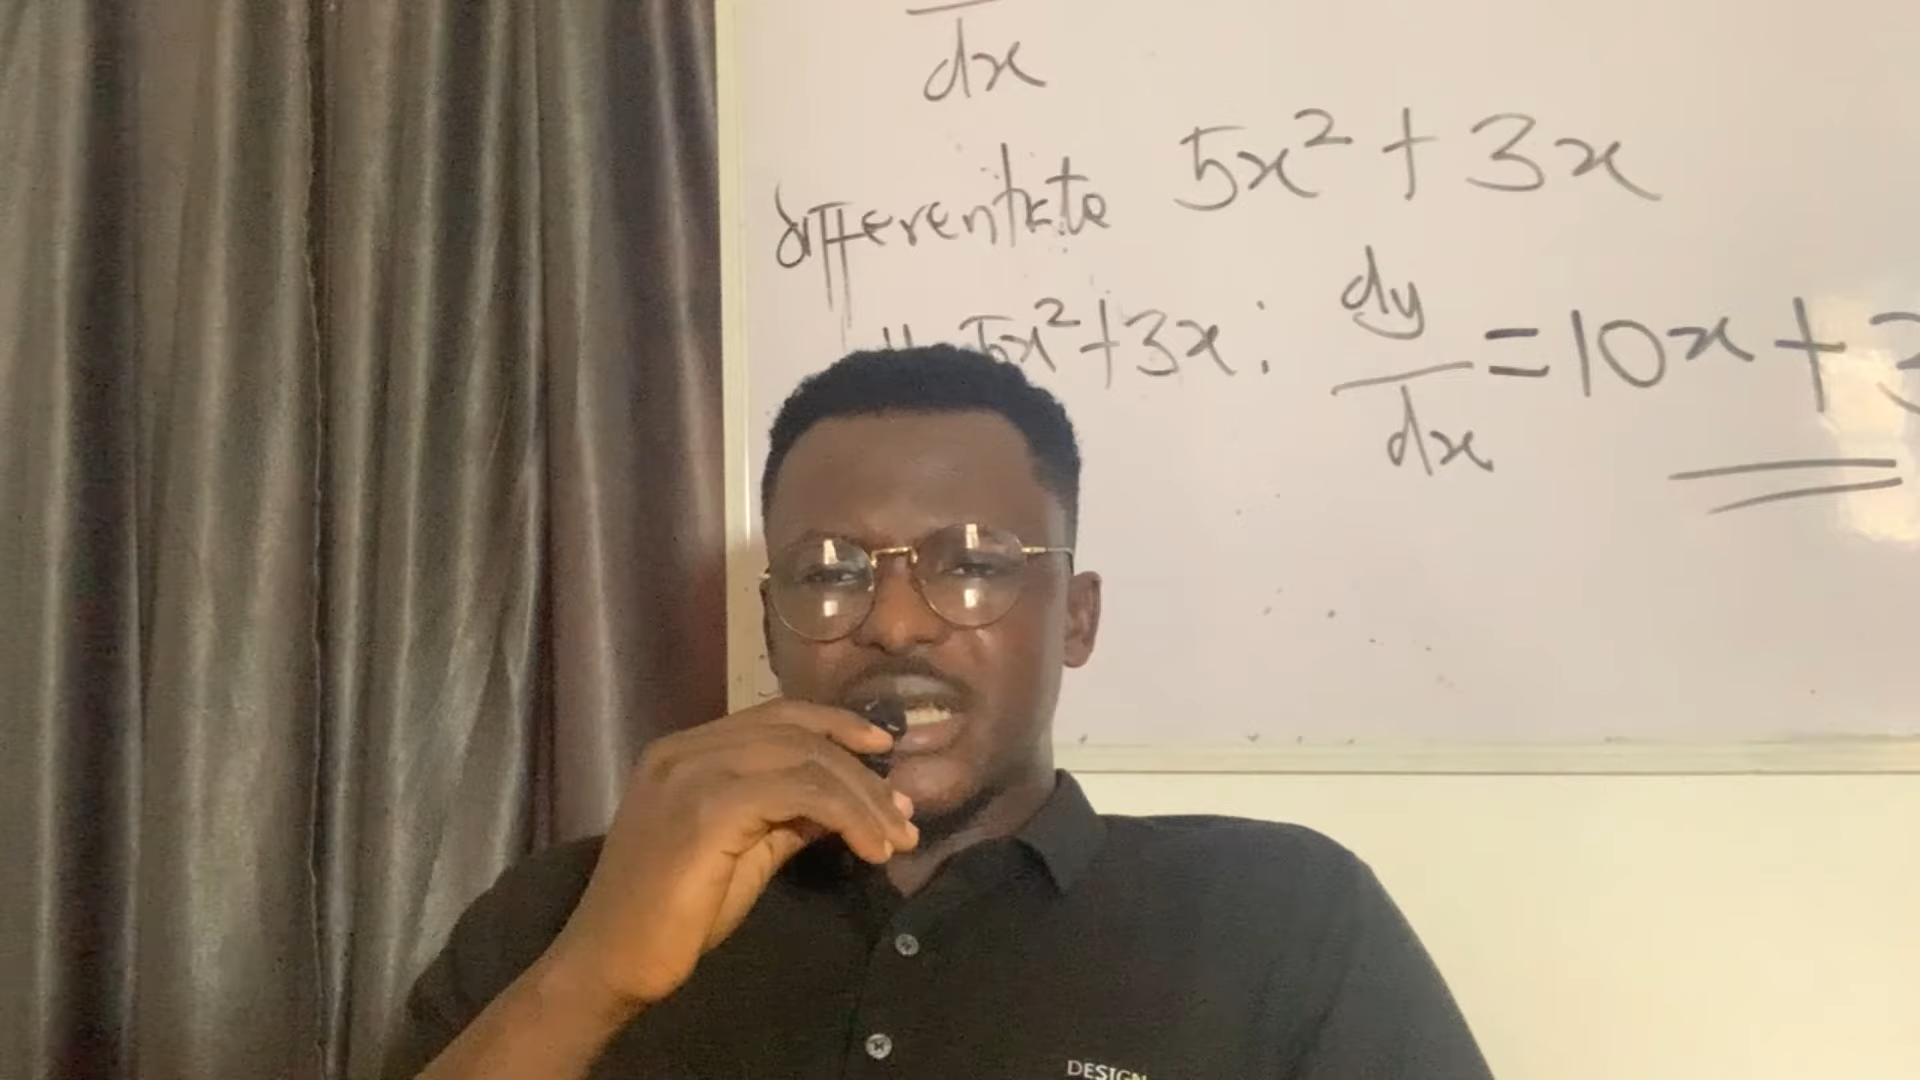 dx
differentiate 5x² + 3x
5x² + 3x : dy
= 10x + 3
dx
DESIGN